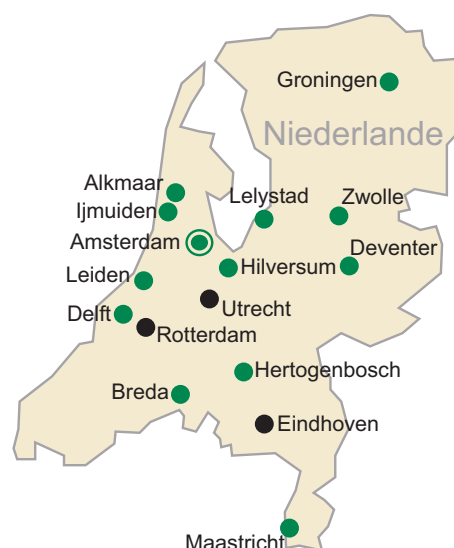 Groningen
Niederlande
Alkmaar
Lelystad
Zwolle
Ijmuiden
Amsterdam
Deventer
Hilversum
Leiden
Utrecht
Delft
Rotterdam
Hertogenbosch
Breda
Eindhoven
Maastricht